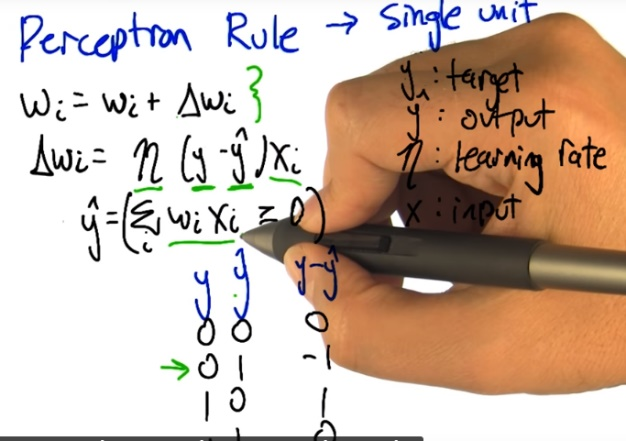 Perceptron Rule → single unit
wi = wi + Δwi }
Δwi = η (y - ŷ) xi
ŷ = (Σi wi xi ≥ 0)
y : target
ŷ : output
η : learning rate
x : input
y ŷ y-ŷ
0 0 0
→ 0 1 -1
1 0 1